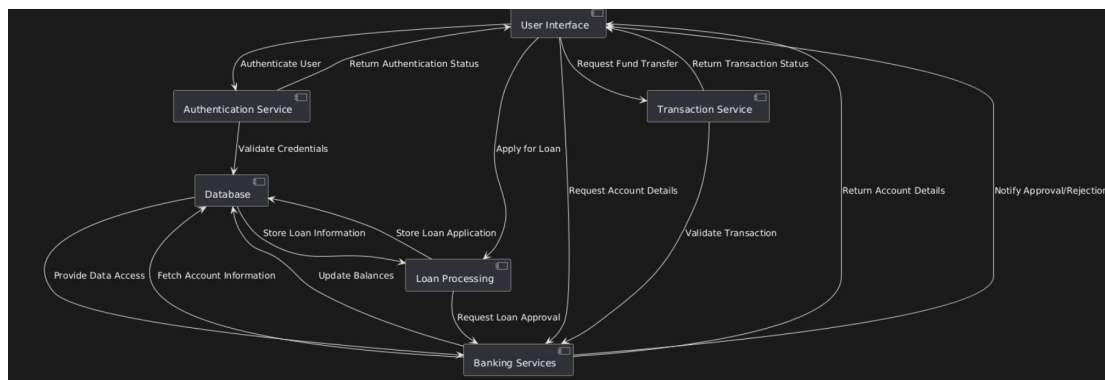 User Interface
Authenticate User
Return Authentication Status
Request Fund Transfer
Return Transaction Status
Authentication Service
Transaction Service
Validate Credentials
Apply for Loan
Database
Request Account Details
Return Account Details
Notify Approval/Rejection
Store Loan Information
Store Loan Application
Validate Transaction
Provide Data Access
Fetch Account Information
Update Balances
Loan Processing
Request Loan Approval
Banking Services